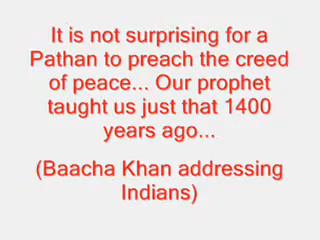 It is not surprising for a
Pathan to preach the creed
of peace... Our prophet
taught us just that 1400
years ago...
(Baacha Khan addressing
Indians)